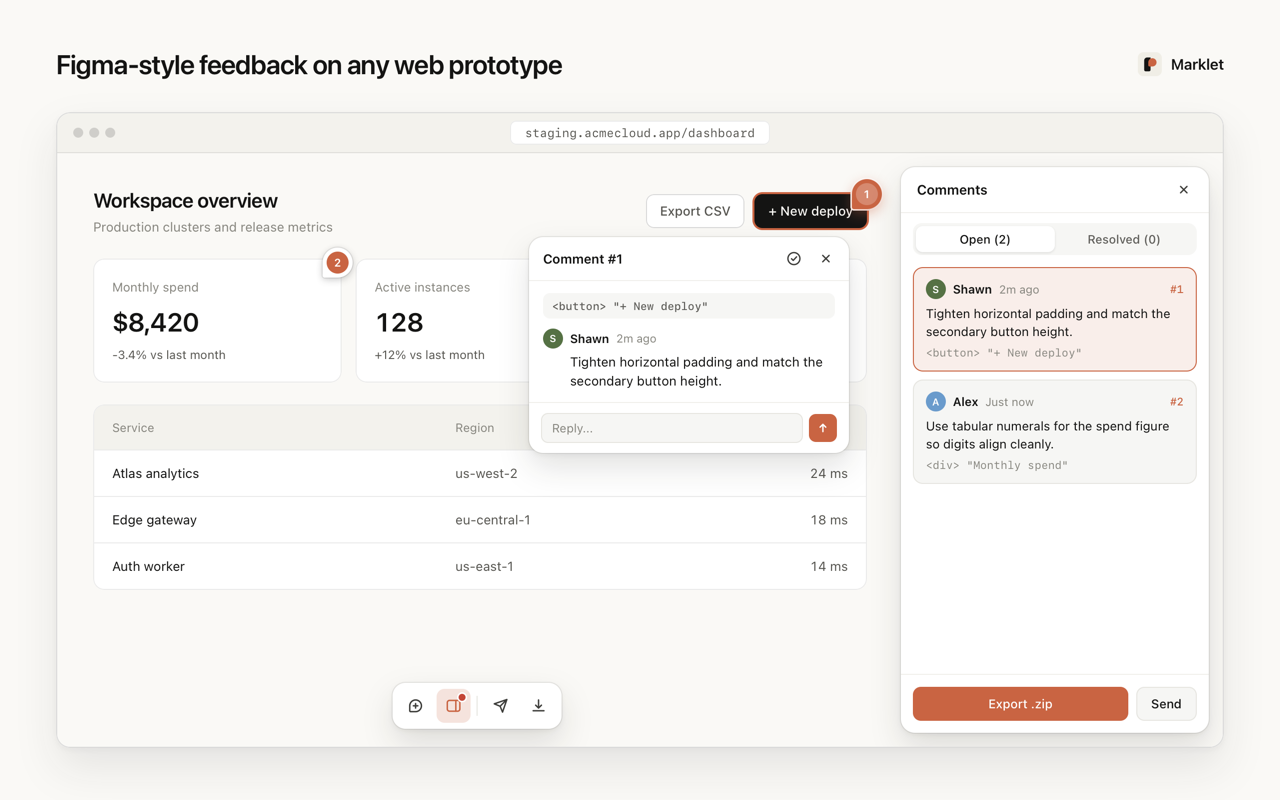 Figma-style feedback on any web prototype
Marklet
staging.acmecloud.app/dashboard
Workspace overview
Production clusters and release metrics
Export CSV
+ New deploy
1
2
Monthly spend
$8,420
-3.4% vs last month
Active instances
128
+12% vs last month
Service
Region
Atlas analytics
us-west-2
24 ms
Edge gateway
eu-central-1
18 ms
Auth worker
us-east-1
14 ms
Comment #1
<button> "+ New deploy"
S
Shawn
2m ago
Tighten horizontal padding and match the
secondary button height.
Reply...
Comments
Open (2)
Resolved (0)
S
Shawn
2m ago
#1
Tighten horizontal padding and match the
secondary button height.
<button> "+ New deploy"
A
Alex
Just now
#2
Use tabular numerals for the spend figure
so digits align cleanly.
<div> "Monthly spend"
Export .zip
Send